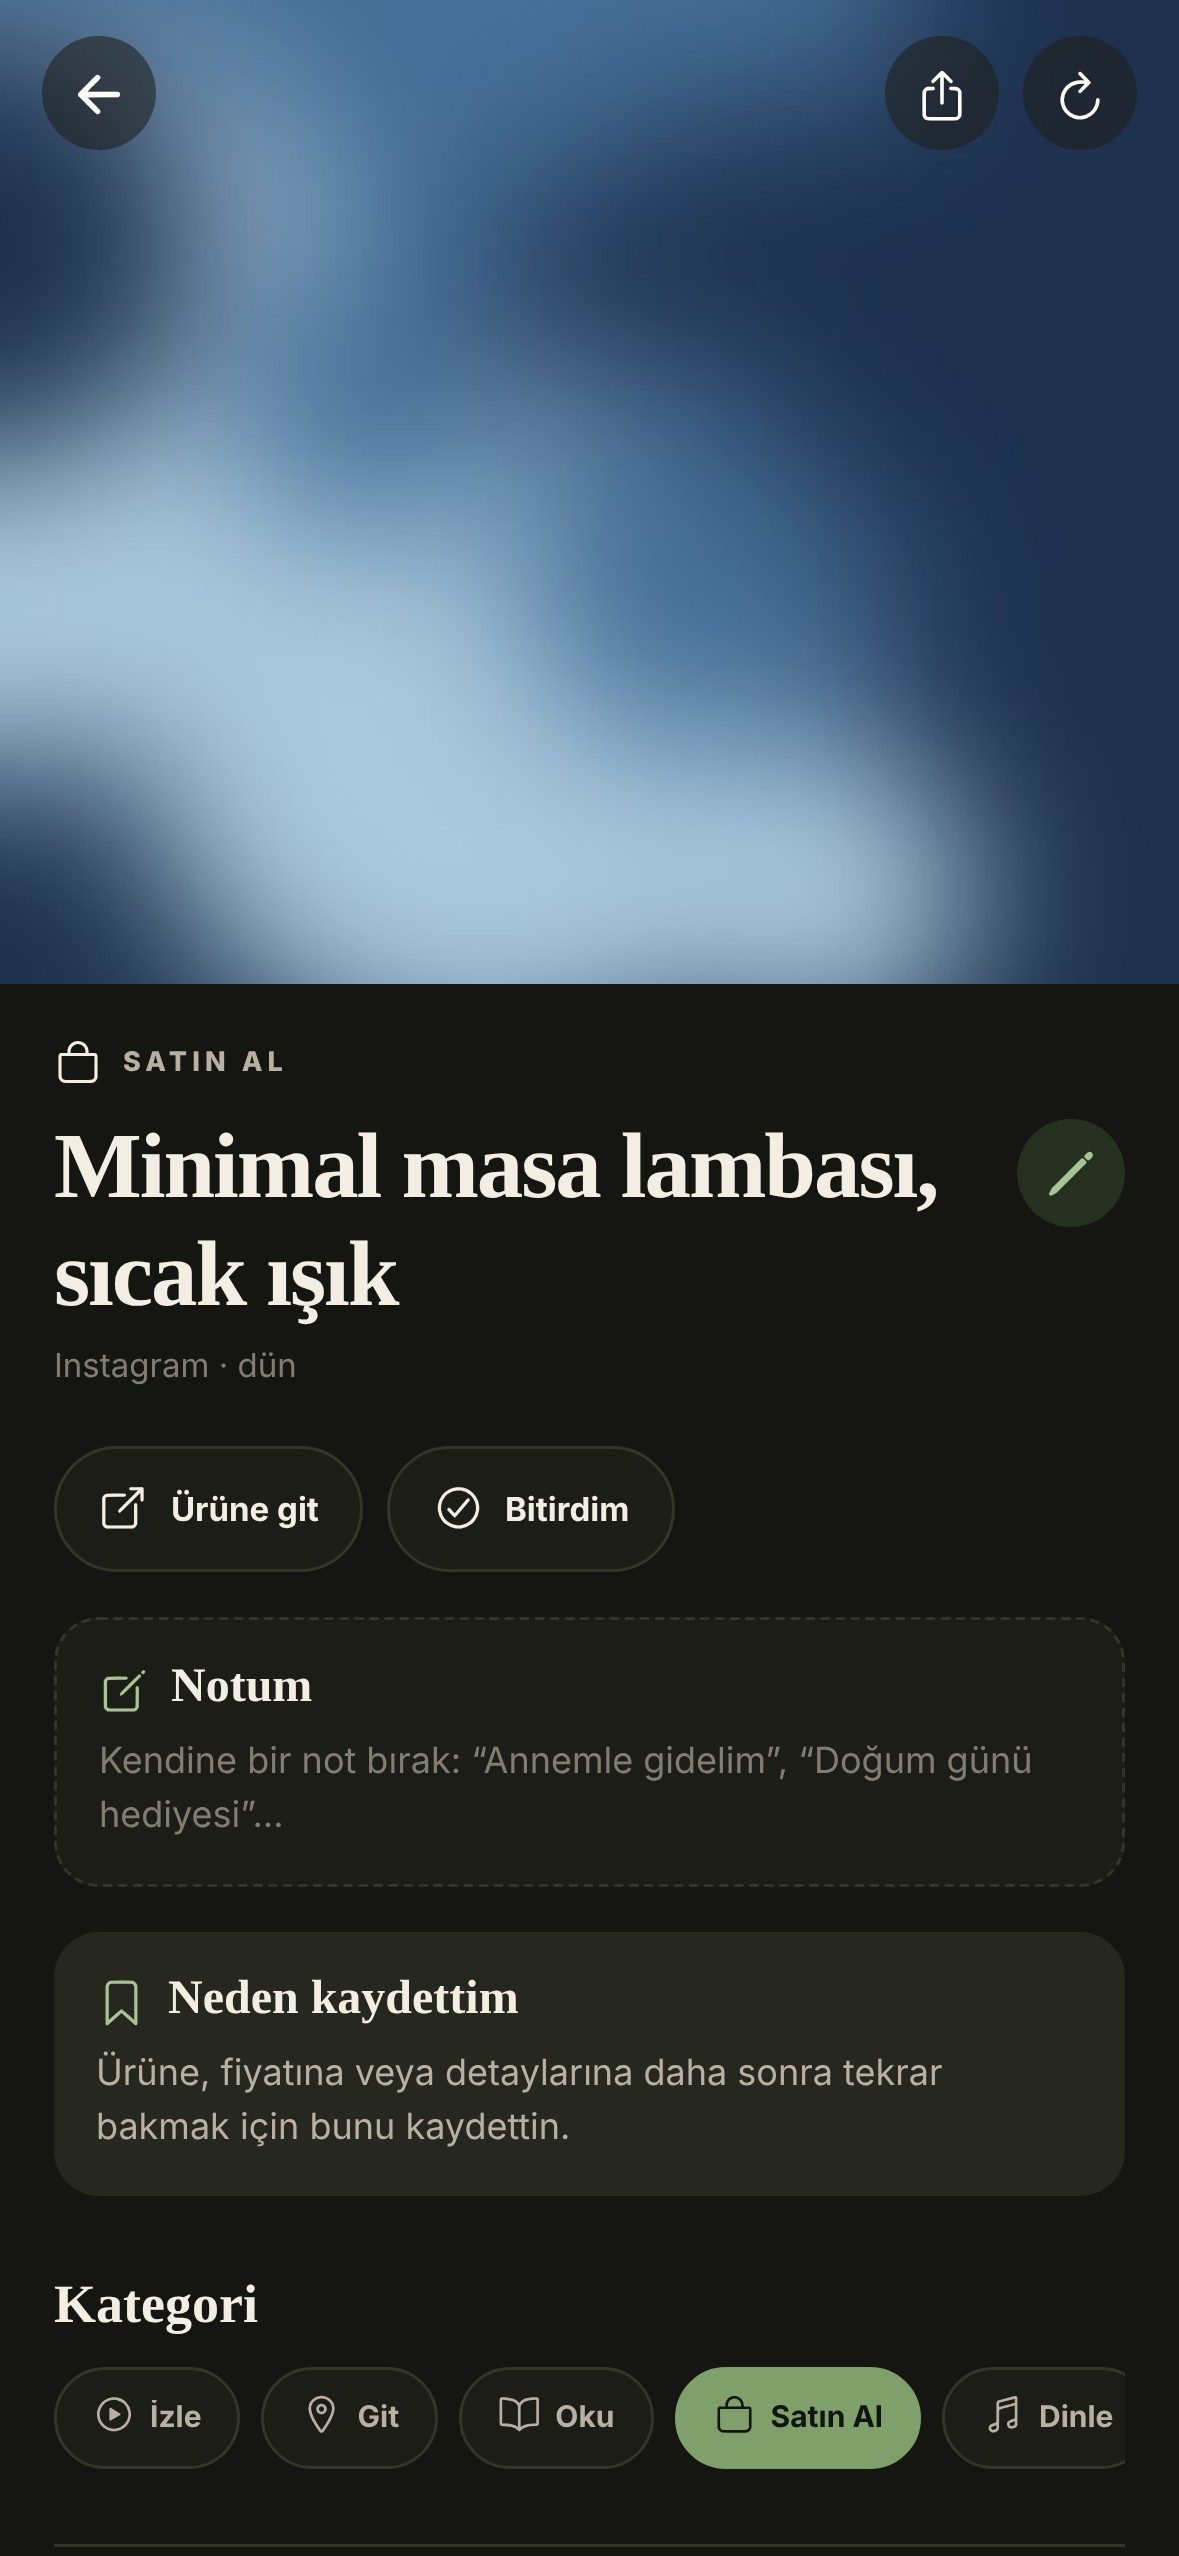 SATIN AL
Minimal masa lambası,
sıcak ışık
Instagram · dün
Ürüne git
Bitirdim
Notum
Kendine bir not bırak: “Annemle gidelim”, “Doğum günü
hediyesi”...
Neden kaydettim
Ürüne, fiyatına veya detaylarına daha sonra tekrar
bakmak için bunu kaydettin.
Kategori
İzle
Git
Oku
Satın Al
Dinle